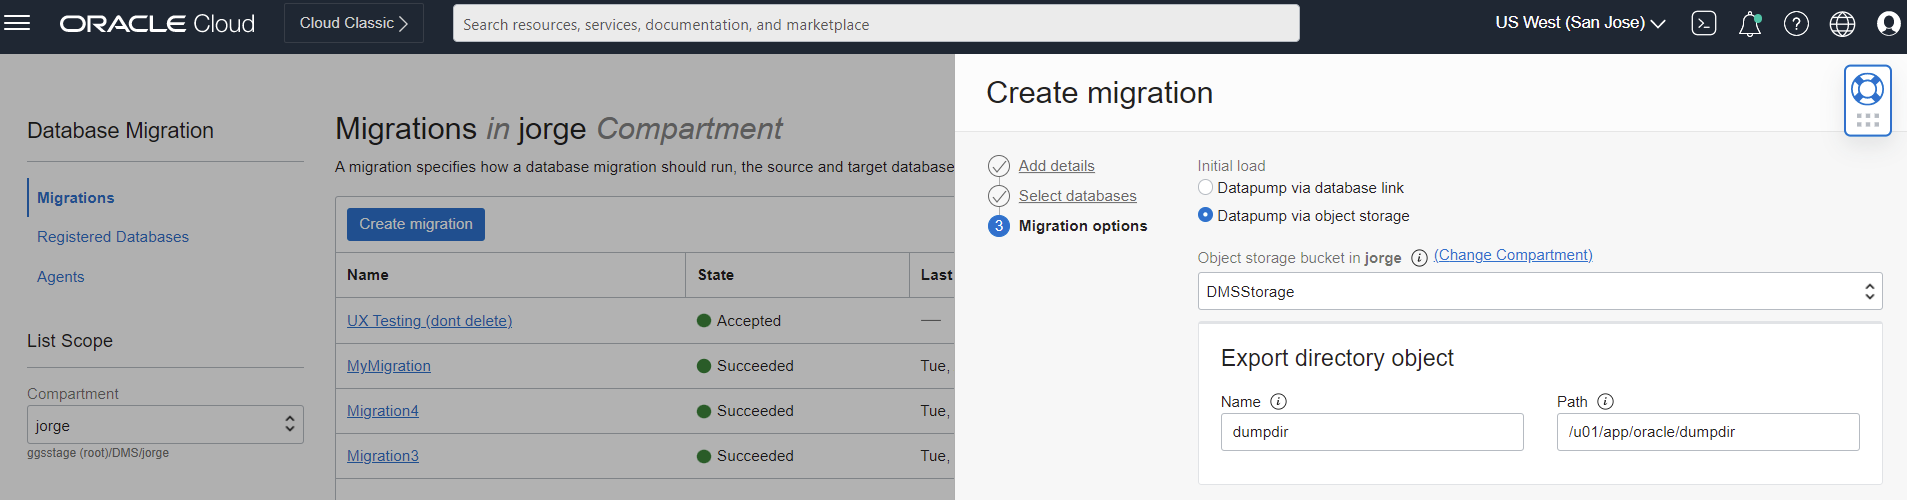 ORACLE Cloud
Cloud Classic
Search resources, services, documentation, and marketplace
US West (San Jose)
Database Migration
Migrations
Registered Databases
Agents
List Scope
Compartment
jorge
ggsstage (root)/DMS/jorge
Migrations in jorge Compartment
A migration specifies how a database migration should run, the source and target database
Create migration
Name State Last
UX Testing (dont delete) Accepted —
MyMigration Succeeded Tue,
Migration4 Succeeded Tue,
Migration3 Succeeded Tue,
Create migration
Add details
Select databases
3 Migration options
Initial load
Datapump via database link
Datapump via object storage
Object storage bucket in jorge i (Change Compartment)
DMSStorage
Export directory object
Name i Path i
dumpdir /u01/app/oracle/dumpdir